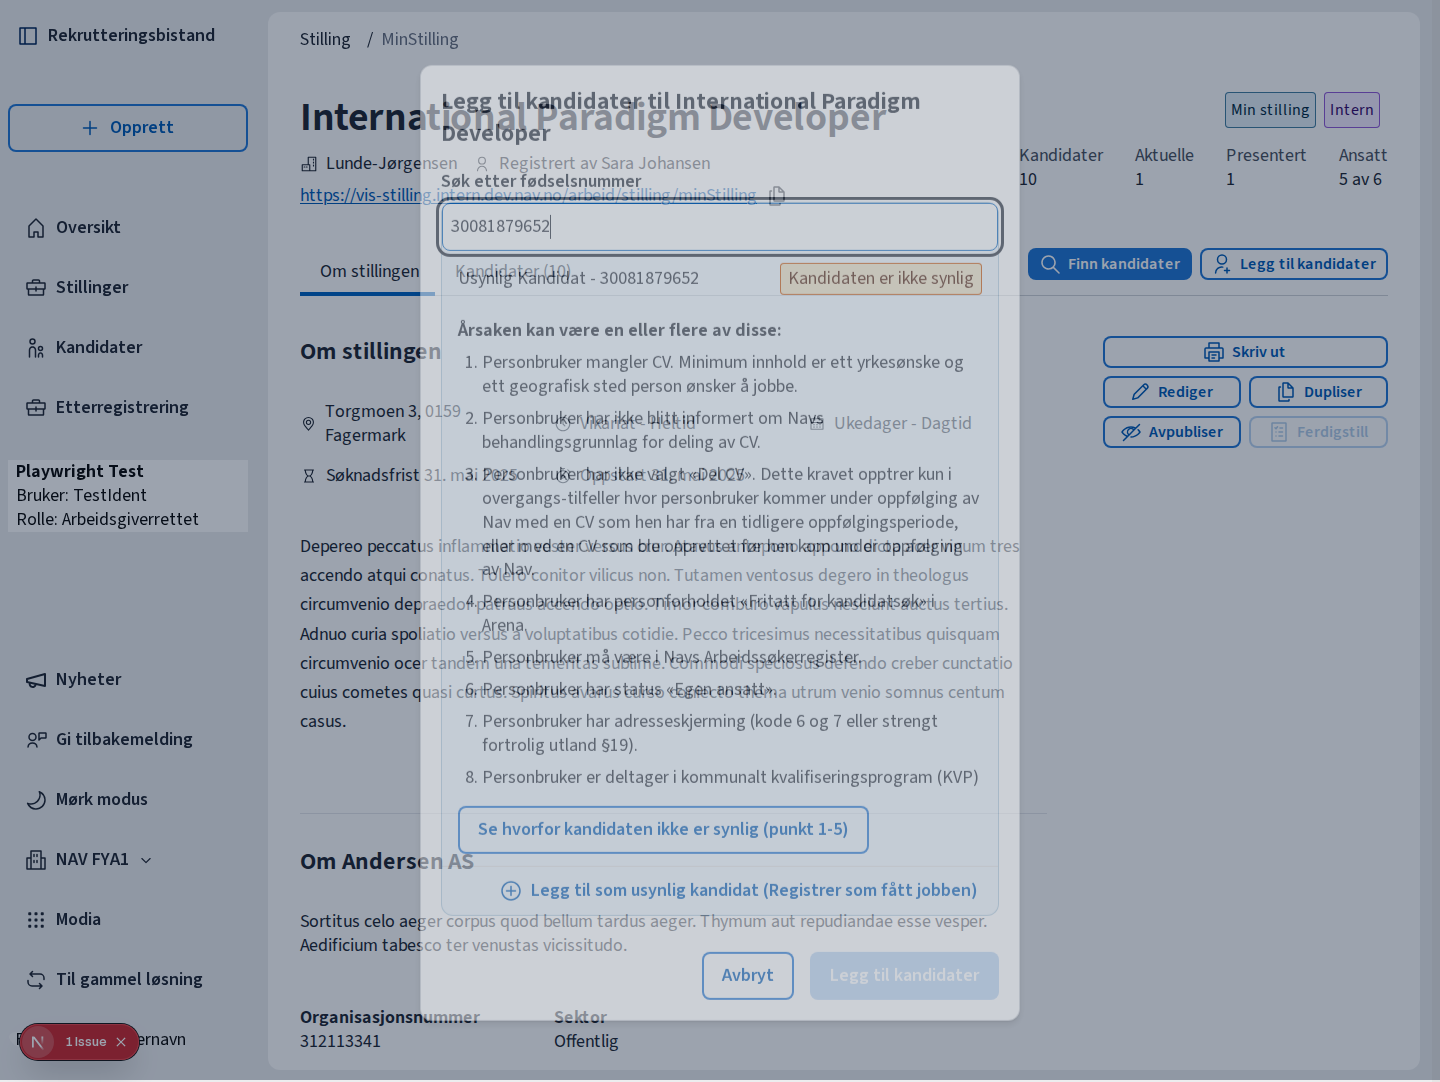 Rekrutteringsbistand
Opprett
Oversikt
Stillinger
Kandidater
Etterregistrering
Playwright Test
Bruker: TestIdent
Rolle: Arbeidsgiverrettet
Nyheter
Gi tilbakemelding
Mørk modus
NAV FYA1
Modia
Til gammel løsning
ernavn
1 Issue
Stilling / MinStilling
International Paradigm Developer
Min stilling
Intern
Lunde-Jørgensen
Registrert av Sara Johansen
https://vis-stilling.intern.dev.nav.no/arbeid/stilling/minStilling
Kandidater
10
Aktuelle
1
Presentert
1
Ansatt
5 av 6
Om stillingen
Kandidater (10)
Finn kandidater
Legg til kandidater
Om stillingen
Torgmoen 3, 0159
Fagermark
Vikariat - Heltid
Ukedager - Dagtid
Søknadsfrist 31. mai 2025
Oppstart 31. mai 2025
Skriv ut
Rediger
Dupliser
Avpubliser
Ferdigstill
Depereo peccatus
accendo atqui conatus. Tolero conitor vilicus non. Tutamen ventosus degero in theologus
circumvenio depraedor
Adnuo curia spoliatio versus a voluptatibus cotidie. Pecco tricesimus necessitatibus quisquam
circumvenio ocer tandem una temeritas sublime. Commodi speciosus defendo creber cunctatio
cuius cometes quasi curtus. Spiritus avarus curso coniecto thema utrum venio somnus centum
casus.
Om Andersen AS
Sortitus celo aeger corpus quod bellum tardus aeger. Thymum aut repudiandae esse vesper.
Aedificium tabesco ter venustas vicissitudo.
Organisasjonsnummer
312113341
Sektor
Offentlig
Legg til kandidater til International Paradigm
Developer
Søk etter fødselsnummer
30081879652
Usynlig Kandidat - 30081879652
Kandidaten er ikke synlig
Årsaken kan være en eller flere av disse:
1. Personbruker mangler CV. Minimum innhold er ett yrkesønske og
ett geografisk sted person ønsker å jobbe.
2. Personbruker har ikke blitt informert om Navs
behandlingsgrunnlag for deling av CV.
3. Personbruker har ikke valgt «Del CV». Dette kravet opptrer kun i
overgangs-tilfeller hvor personbruker kommer under oppfølging av
Nav med en CV som hen har fra en tidligere oppfølgingsperiode,
eller med en CV som ble opprettet før hen kom under oppfølging
av Nav.
4. Personbruker har personforholdet «Fritatt for kandidatsøk» i
Arena.
5. Personbruker må være i Navs Arbeidssøkerregister.
6. Personbruker har status «Egen ansatt».
7. Personbruker har adresseskjerming (kode 6 og 7 eller strengt
fortrolig utland §19).
8. Personbruker er deltager i kommunalt kvalifiseringsprogram (KVP)
Se hvorfor kandidaten ikke er synlig (punkt 1-5)
Legg til som usynlig kandidat (Registrer som fått jobben)
Avbryt
Legg til kandidater